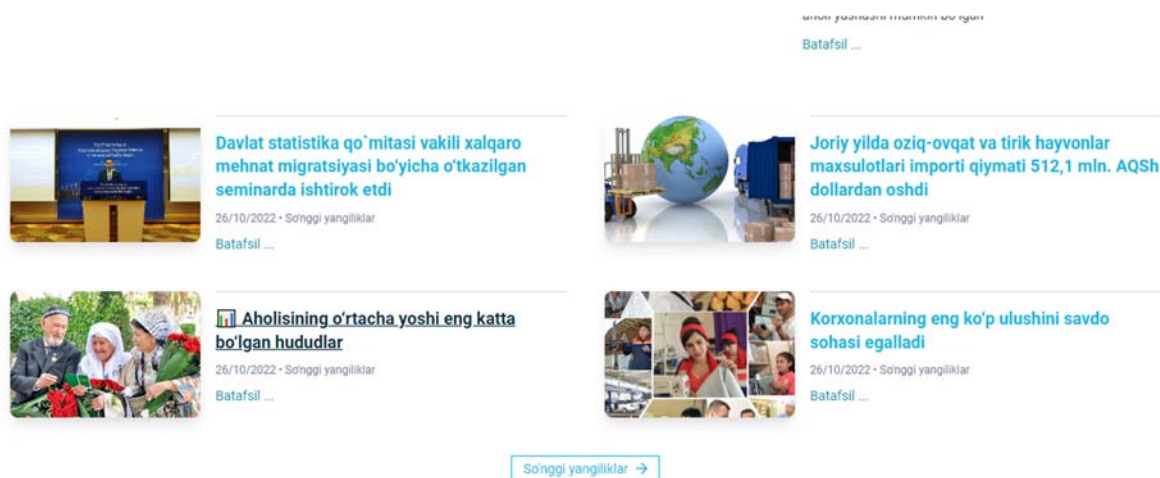 Batafsil ...
Davlat statistika qo`mitasi vakili xalqaro
mehnat migratsiyasi bo‘yicha o‘tkazilgan
seminarda ishtirok etdi
26/10/2022 • So'nggi yangiliklar
Batafsil ...
Joriy yilda oziq-ovqat va tirik hayvonlar
maxsulotlari importi qiymati 512,1 mln. AQSh
dollardan oshdi
26/10/2022 • So'nggi yangiliklar
Batafsil ...
Aholisining o‘rtacha yoshi eng katta
bo‘lgan hududlar
26/10/2022 • So'nggi yangiliklar
Batafsil ...
Korxonalarning eng ko‘p ulushini savdo
sohasi egalladi
26/10/2022 • So'nggi yangiliklar
Batafsil ...
So'nggi yangiliklar →